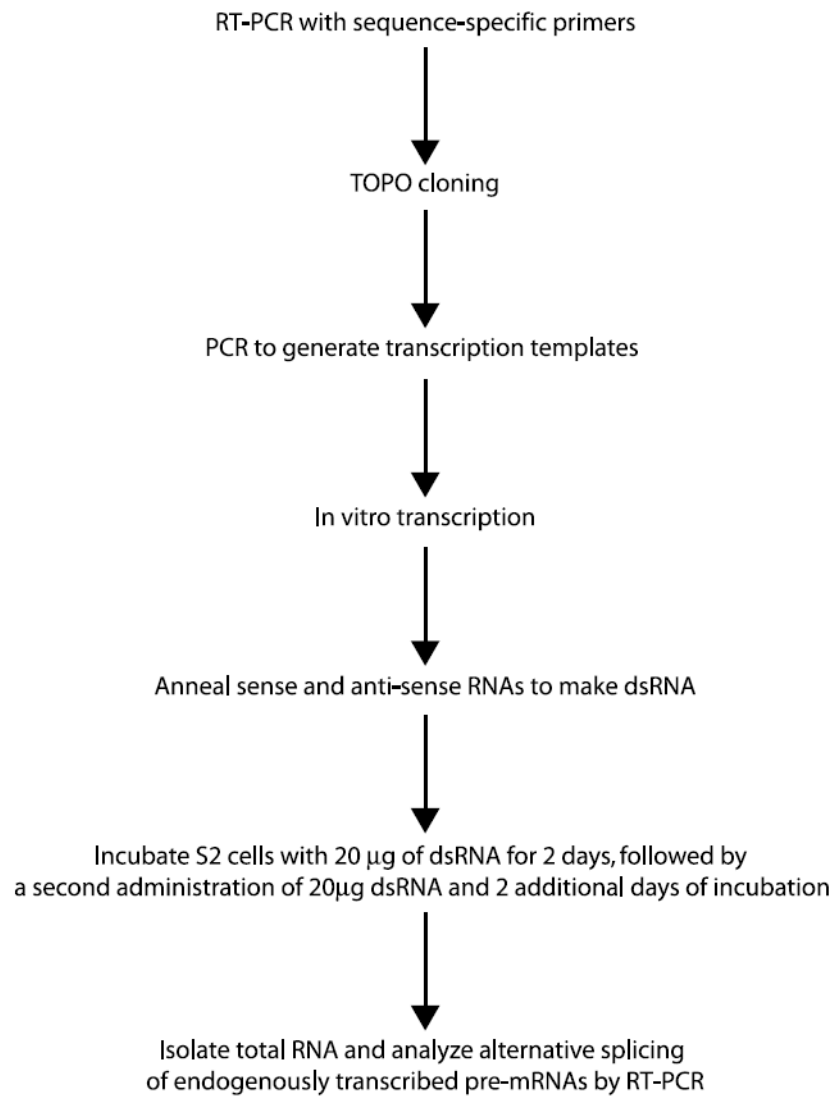 RT-PCR with sequence-specific primers
TOPO cloning
PCR to generate transcription templates
In vitro transcription
Anneal sense and anti-sense RNAs to make dsRNA
Incubate S2 cells with 20 μg of dsRNA for 2 days, followed by
a second administration of 20μg dsRNA and 2 additional days of incubation
Isolate total RNA and analyze alternative splicing
of endogenously transcribed pre-mRNAs by RT-PCR